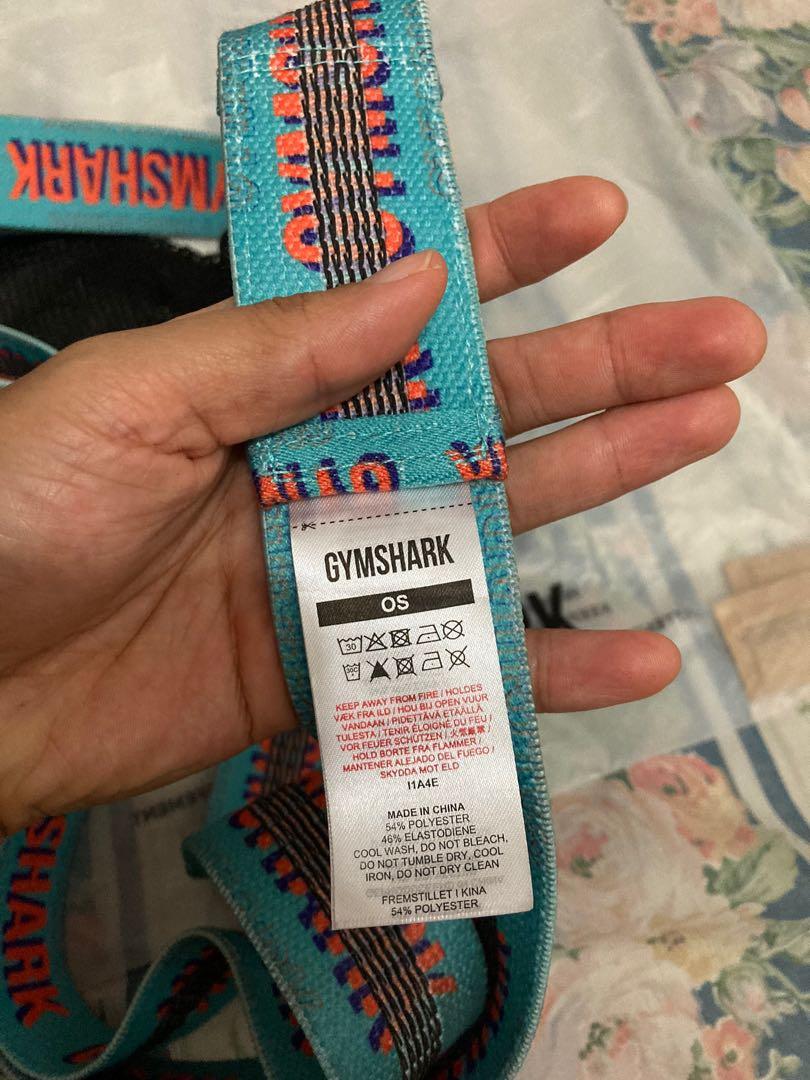 GYMSHARK
GYMSHARK
OS
30
30C
KEEP AWAY FROM FIRE / HOLDES
VÆK FRA ILD / HOU BIJ OPEN VUUR
VANDAAN / PIDETTÄVÄ ETÄÄLLÄ
TULESTA / TENIR ÉLOIGNÉ DU FEU /
VOR FEUER SCHÜTZEN / 火気厳禁 /
HOLD BORTE FRA FLAMMER /
MANTENER ALEJADO DEL FUEGO /
SKYDDA MOT ELD
I1A4E
MADE IN CHINA
54% POLYESTER
46% ELASTODIENE
COOL WASH, DO NOT BLEACH,
DO NOT TUMBLE DRY, COOL
IRON, DO NOT DRY CLEAN
FREMSTILLET I KINA
54% POLYESTER
SHARK